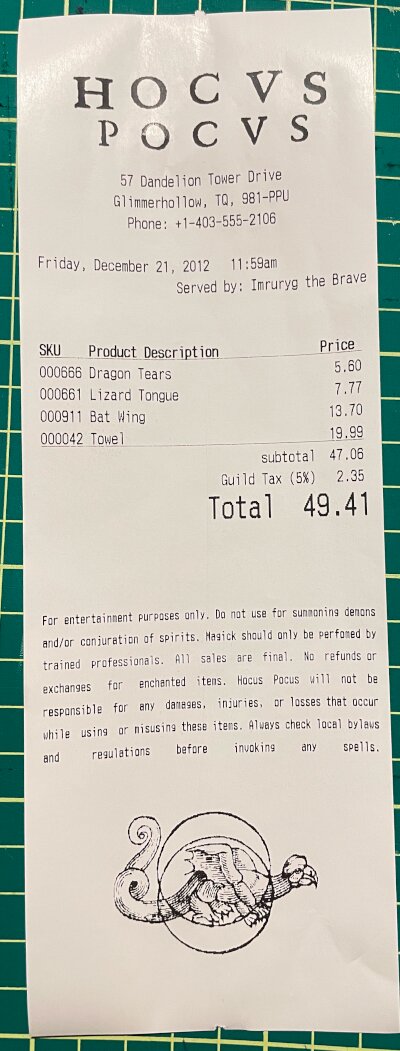 HOCVS
POCVS
57 Dandelion Tower Drive
Glimmerhollow, TQ, 981-PPU
Phone: +1-403-555-2106
Friday, December 21, 2012 11:59am
Served by: Imruryg the Brave
SKU Product Description Price
000666 Dragon Tears 5.60
000661 Lizard Tongue 7.77
000911 Bat Wing 13.70
000042 Towel 19.99
subtotal 47.06
Guild Tax (5%) 2.35
Total 49.41
For entertainment purposes only. Do not use for summoning demons
and/or conjuration of spirits. Magick should only be perfomed by
trained professionals. All sales are final. No refunds or
exchanges for enchanted items. Hocus Pocus will not be
responsible for any damages, injuries, or losses that occur
while using or misusing these items. Always check local bylaws
and regulations before invoking any spells.